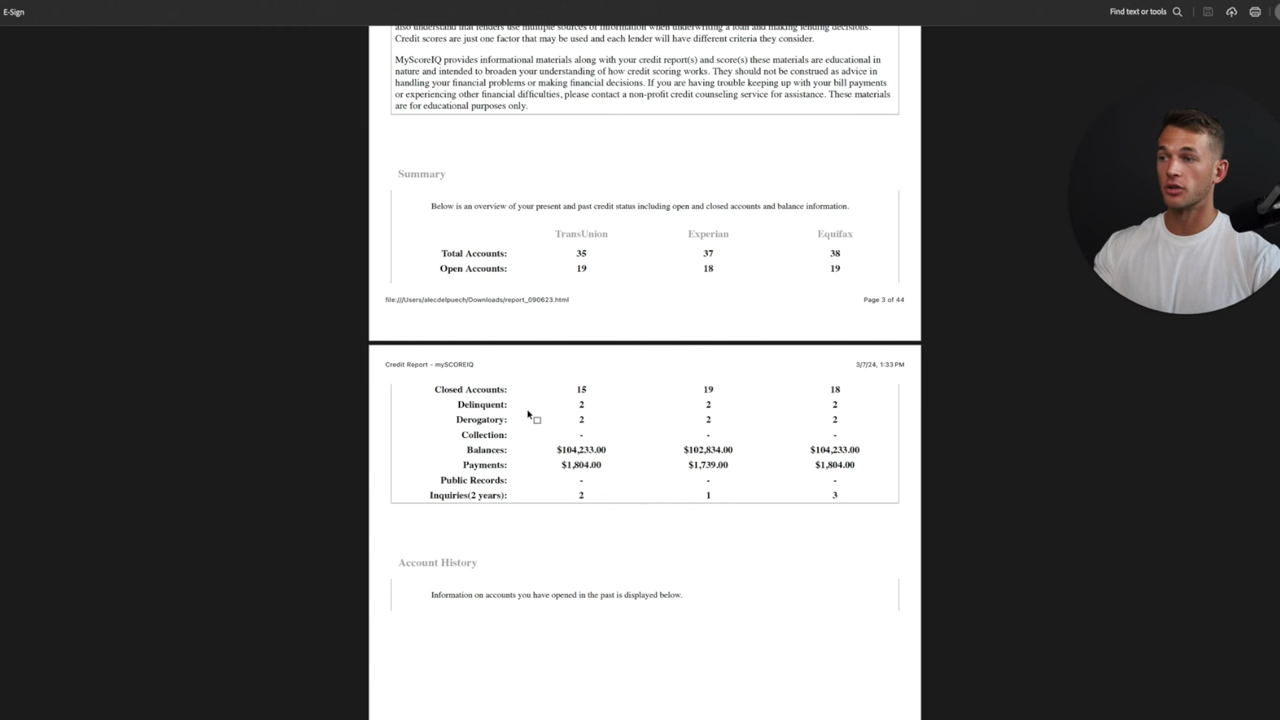 E-Sign
Find text or tools
also understand that lenders use multiple sources of information when underwriting a loan and making lending decisions.
Credit scores are just one factor that may be used and each lender will have different criteria they consider.
MyScoreIQ provides informational materials along with your credit report(s) and score(s) these materials are educational in
nature and intended to broaden your understanding of how credit scoring works. They should not be construed as advice in
handling your financial problems or making financial decisions. If you are having trouble keeping up with your bill payments
or experiencing other financial difficulties, please contact a non-profit credit counseling service for assistance. These materials
are for educational purposes only.
Summary
Below is an overview of your present and past credit status including open and closed accounts and balance information.
TransUnion Experian Equifax
Total Accounts: 35 37 38
Open Accounts: 19 18 19
file:///Users/alecdelpuech/Downloads/report_090623.html Page 3 of 44
Credit Report - mySCOREIQ 3/7/24, 1:33 PM
Closed Accounts: 15 19 18
Delinquent: 2 2 2
Derogatory: 2 2 2
Collection: - - -
Balances: $104,233.00 $102,834.00 $104,233.00
Payments: $1,804.00 $1,739.00 $1,804.00
Public Records: - - -
Inquiries(2 years): 2 1 3
Account History
Information on accounts you have opened in the past is displayed below.